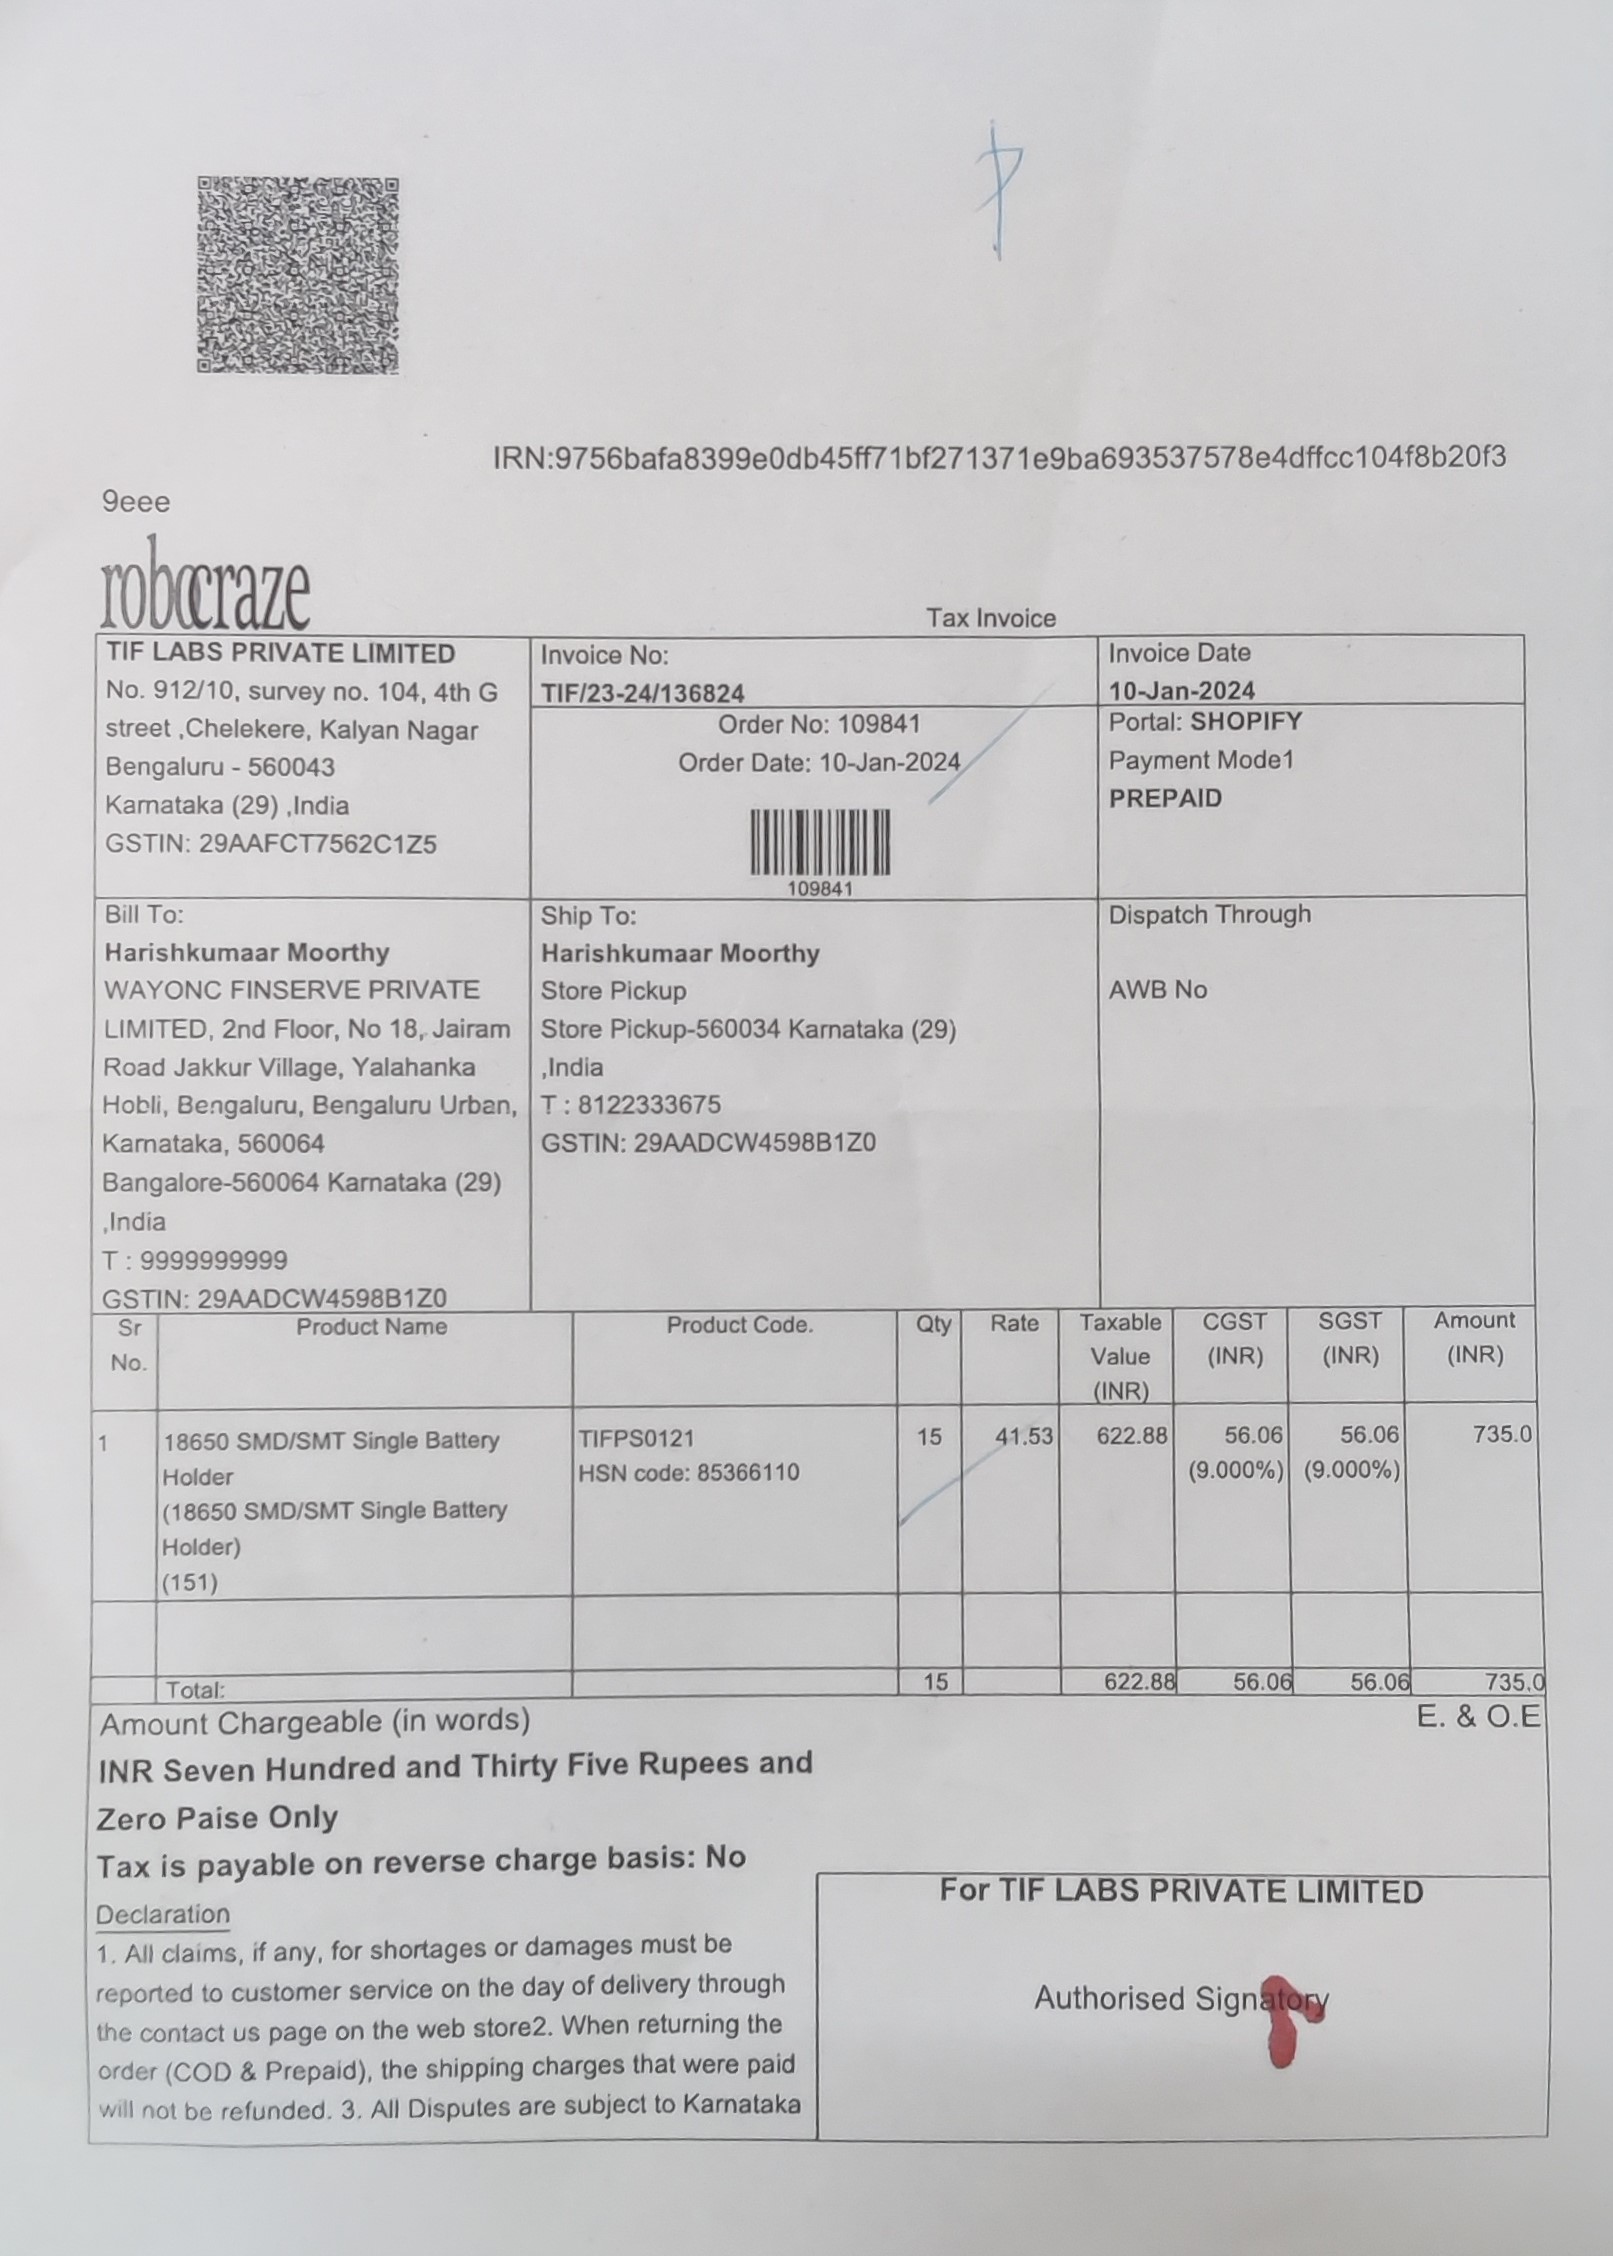 IRN:9756bafa8399e0db45ff71bf271371e9ba693537578e4dffcc104f8b20f3
9eee
robocraze
Tax Invoice
TIF LABS PRIVATE LIMITED
No. 912/10, survey no. 104, 4th G
street ,Chelekere, Kalyan Nagar
Bengaluru - 560043
Karnataka (29) ,India
GSTIN: 29AAFCT7562C1Z5
Invoice No:
TIF/23-24/136824
Order No: 109841
Order Date: 10-Jan-2024
109841
Invoice Date
10-Jan-2024
Portal: SHOPIFY
Payment Mode1
PREPAID
Bill To:
Harishkumaar Moorthy
WAYONC FINSERVE PRIVATE
LIMITED, 2nd Floor, No 18, Jairam
Road Jakkur Village, Yalahanka
Hobli, Bengaluru, Bengaluru Urban,
Karnataka, 560064
Bangalore-560064 Karnataka (29)
,India
T : 9999999999
GSTIN: 29AADCW4598B1Z0
Ship To:
Harishkumaar Moorthy
Store Pickup
Store Pickup-560034 Karnataka (29)
,India
T : 8122333675
GSTIN: 29AADCW4598B1Z0
Dispatch Through
AWB No
Sr No. Product Name Product Code. Qty Rate Taxable Value (INR) CGST (INR) SGST (INR) Amount (INR)
1 18650 SMD/SMT Single Battery TIFPS0121 15 41.53 622.88 56.06 56.06 735.0
Holder HSN code: 85366110 (9.000%) (9.000%)
(18650 SMD/SMT Single Battery
Holder)
(151)
Total: 15 622.88 56.06 56.06 735.0
Amount Chargeable (in words) E. & O.E
INR Seven Hundred and Thirty Five Rupees and
Zero Paise Only
Tax is payable on reverse charge basis: No
Declaration
1. All claims, if any, for shortages or damages must be
reported to customer service on the day of delivery through
the contact us page on the web store2. When returning the
order (COD & Prepaid), the shipping charges that were paid
will not be refunded. 3. All Disputes are subject to Karnataka
For TIF LABS PRIVATE LIMITED
Authorised Signatory